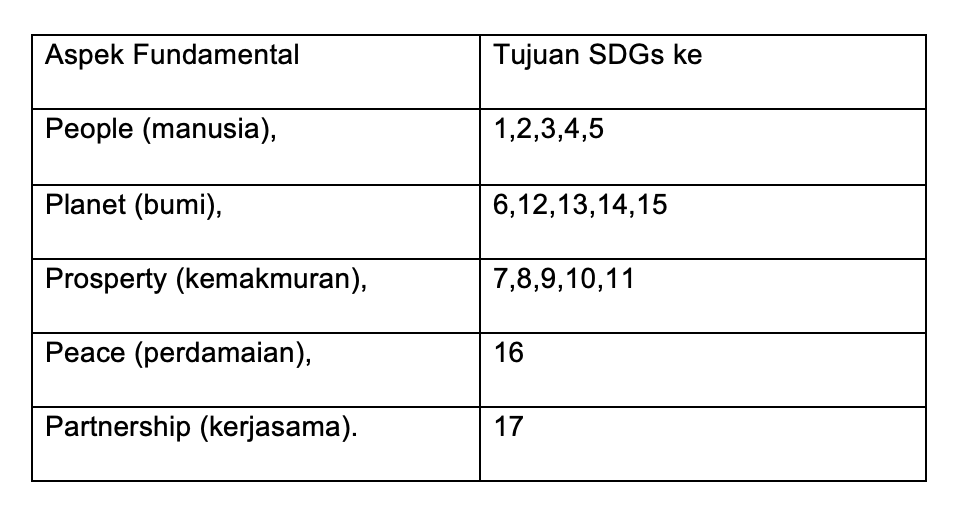 Aspek Fundamental
Tujuan SDGs ke
People (manusia),
1,2,3,4,5
Planet (bumi),
6,12,13,14,15
Prosperty (kemakmuran),
7,8,9,10,11
Peace (perdamaian),
16
Partnership (kerjasama).
17